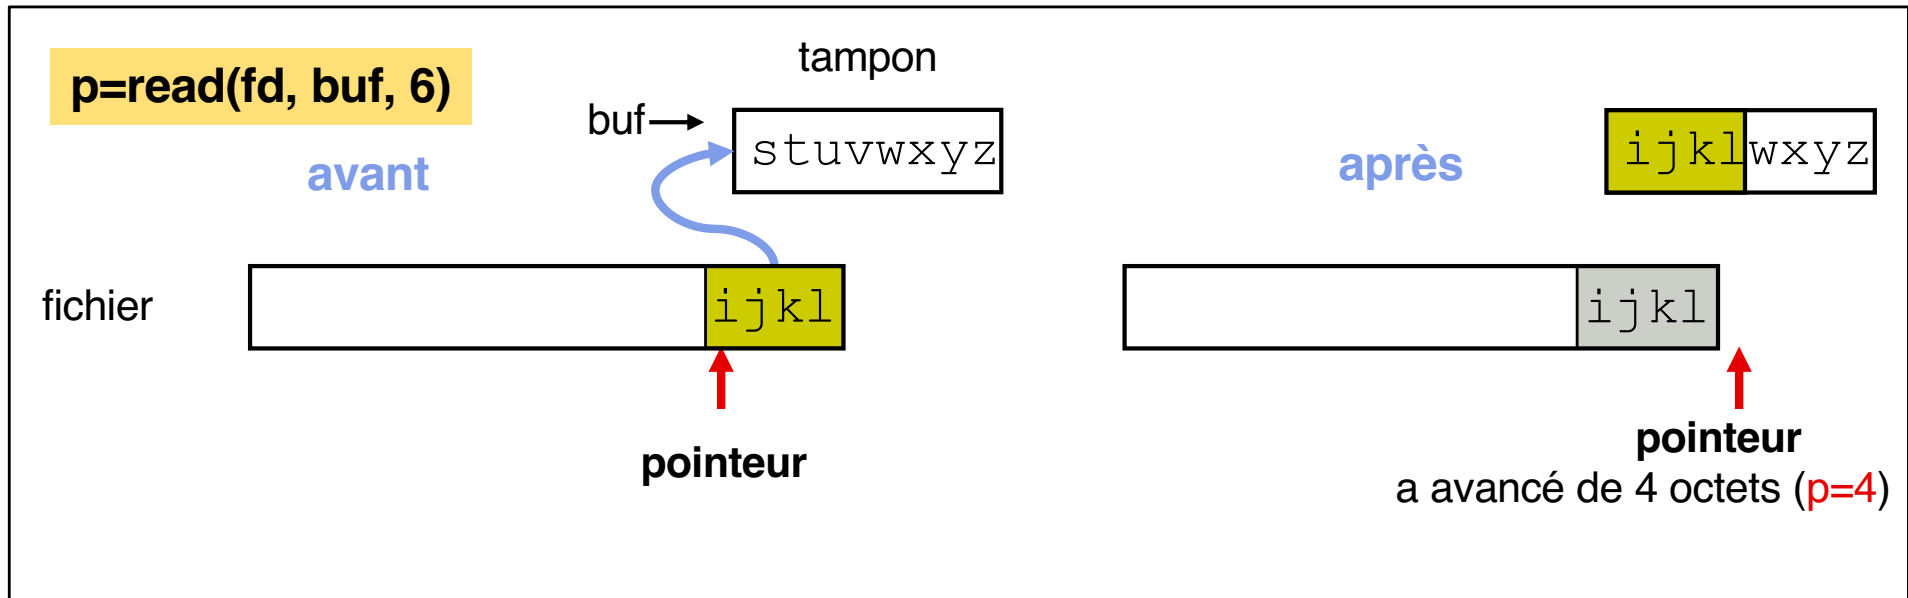 p=read(fd, buf, 6)
tampon
buf
stuvwxyz
avant
fichier
ijkl
pointeur
après
ijklwxyz
ijkl
pointeur
a avancé de 4 octets (p=4)